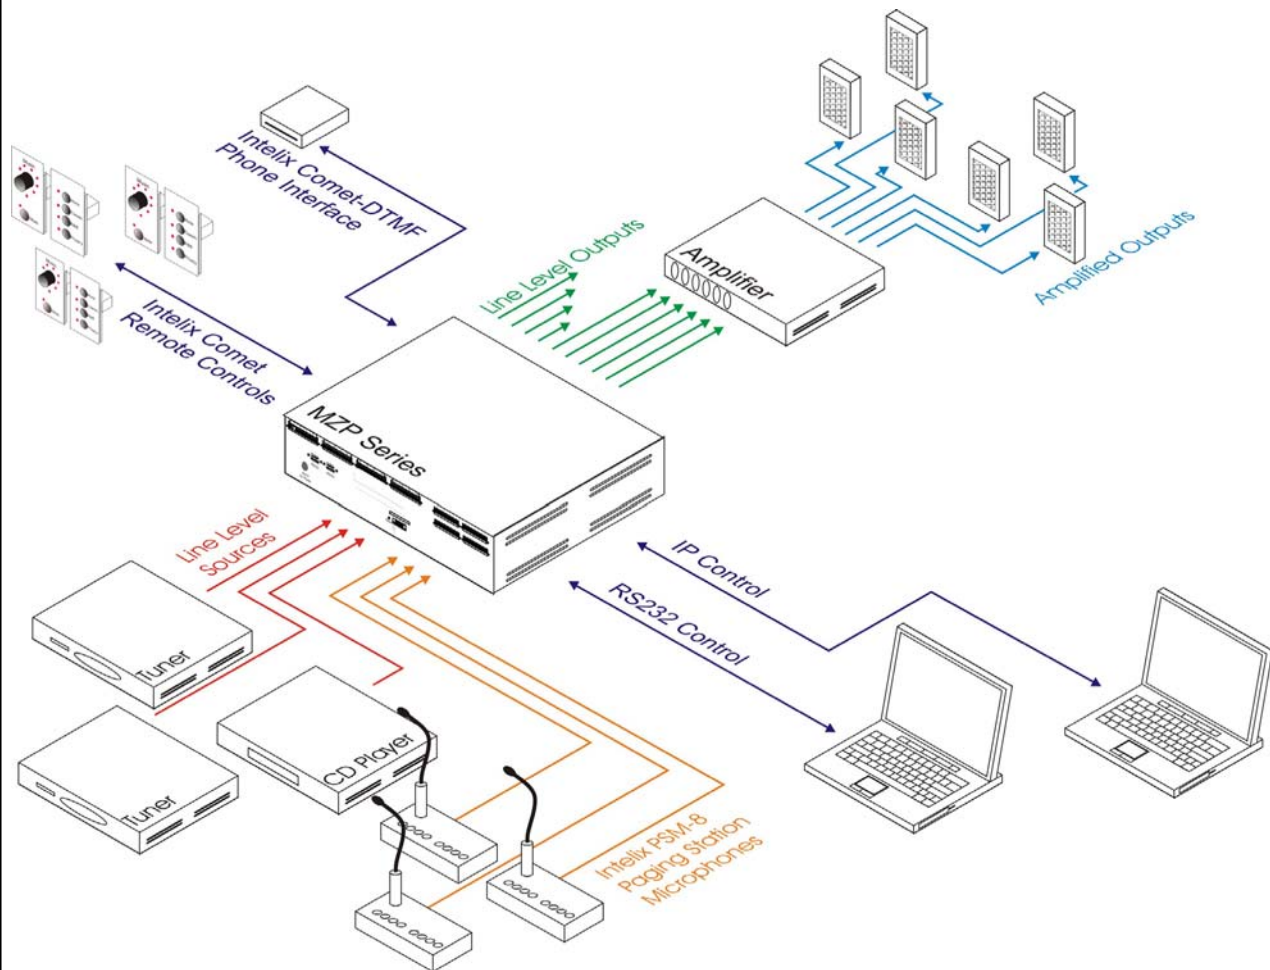 Intelix Comet-DTMF
Phone Interface
Line Level Outputs
Amplifier
Amplified Outputs
Intelix Comet
Remote Controls
MZP Series
Line Level
Sources
IP Control
RS232 Control
Tuner
Tuner
CD Player
Intelix PSM-8
Paging Station
Microphones